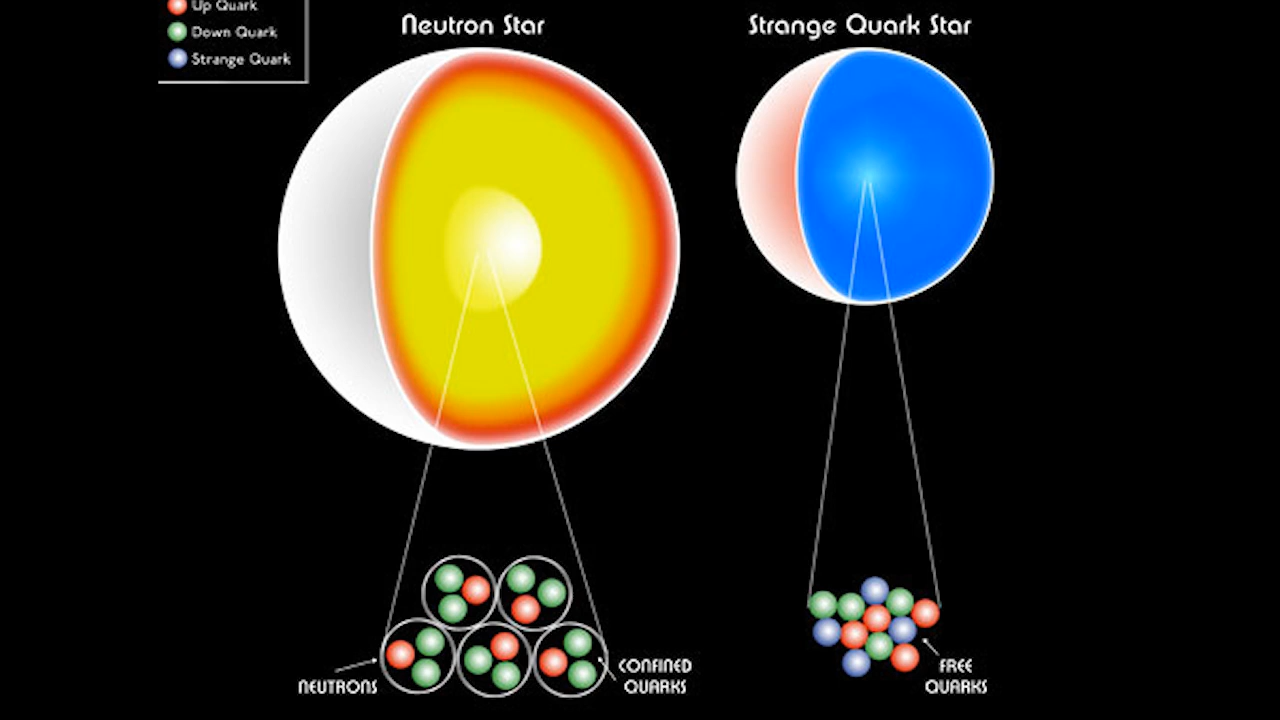 Up Quark
Down Quark
Strange Quark
Neutron Star
Strange Quark Star
NEUTRONS
CONFINED
QUARKS
FREE
QUARKS